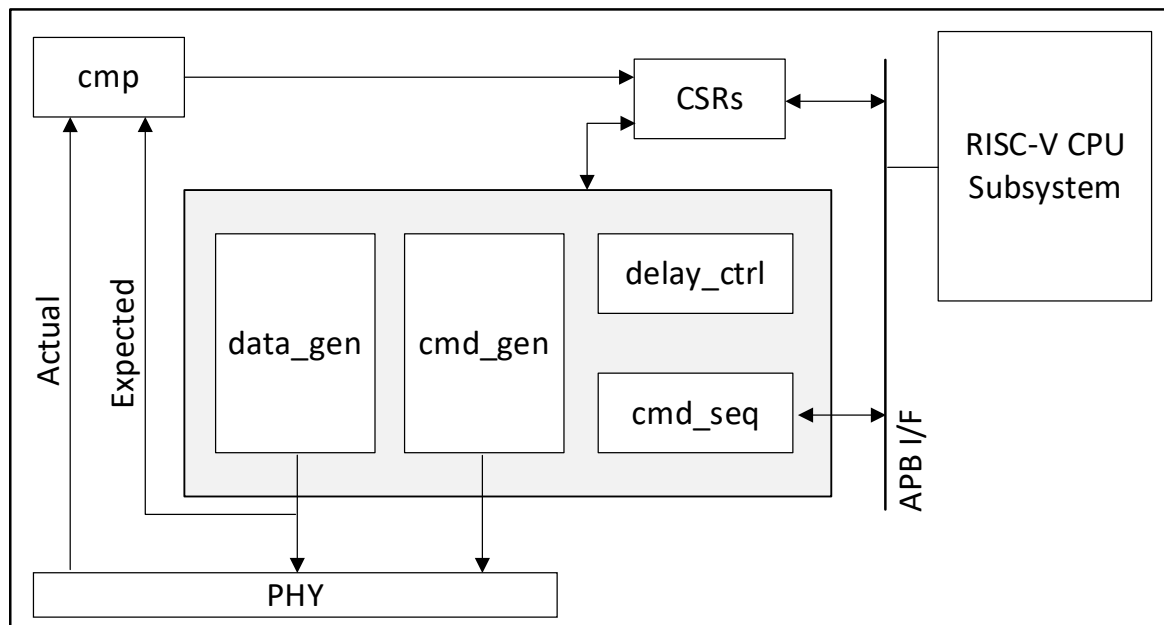 cmp
CSRs
RISC-V CPU
Subsystem
Actual
Expected
data_gen
cmd_gen
delay_ctrl
cmd_seq
APB I/F
PHY